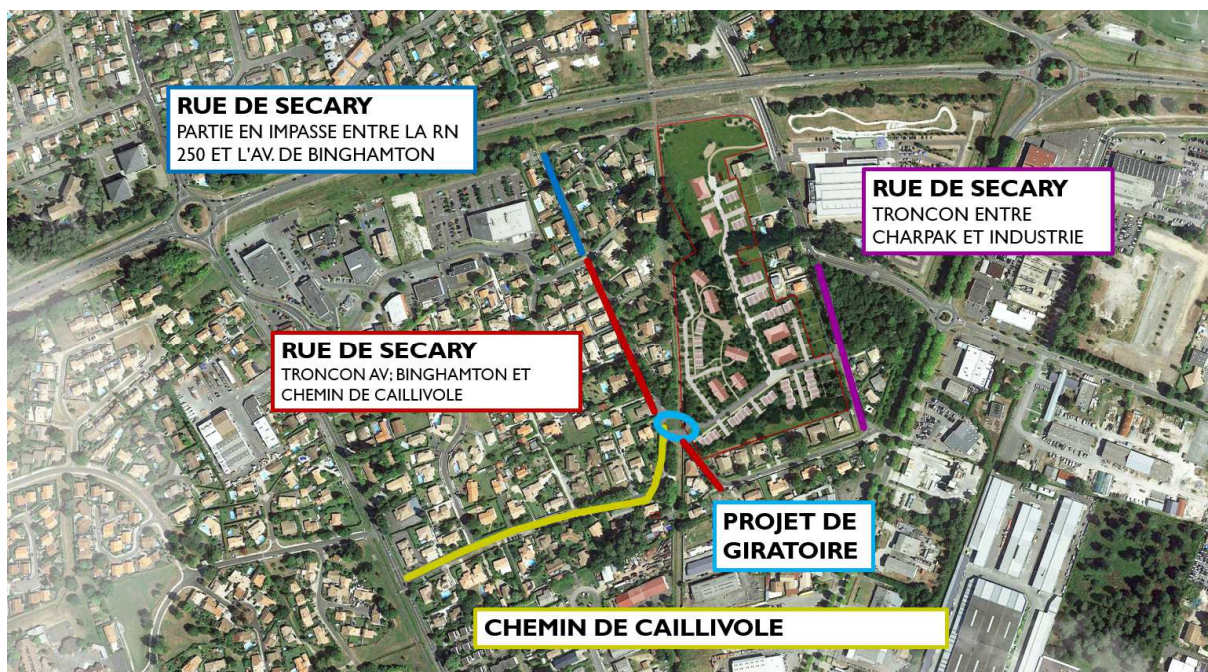 RUE DE SECARY
PARTIE EN IMPASSE ENTRE LA RN
250 ET L'AV. DE BINGHAMTON
RUE DE SECARY
TRONCON ENTRE
CHARPAK ET INDUSTRIE
RUE DE SECARY
TRONCON AV; BINGHAMTON ET
CHEMIN DE CAILLIVOLE
PROJET DE
GIRATOIRE
CHEMIN DE CAILLIVOLE